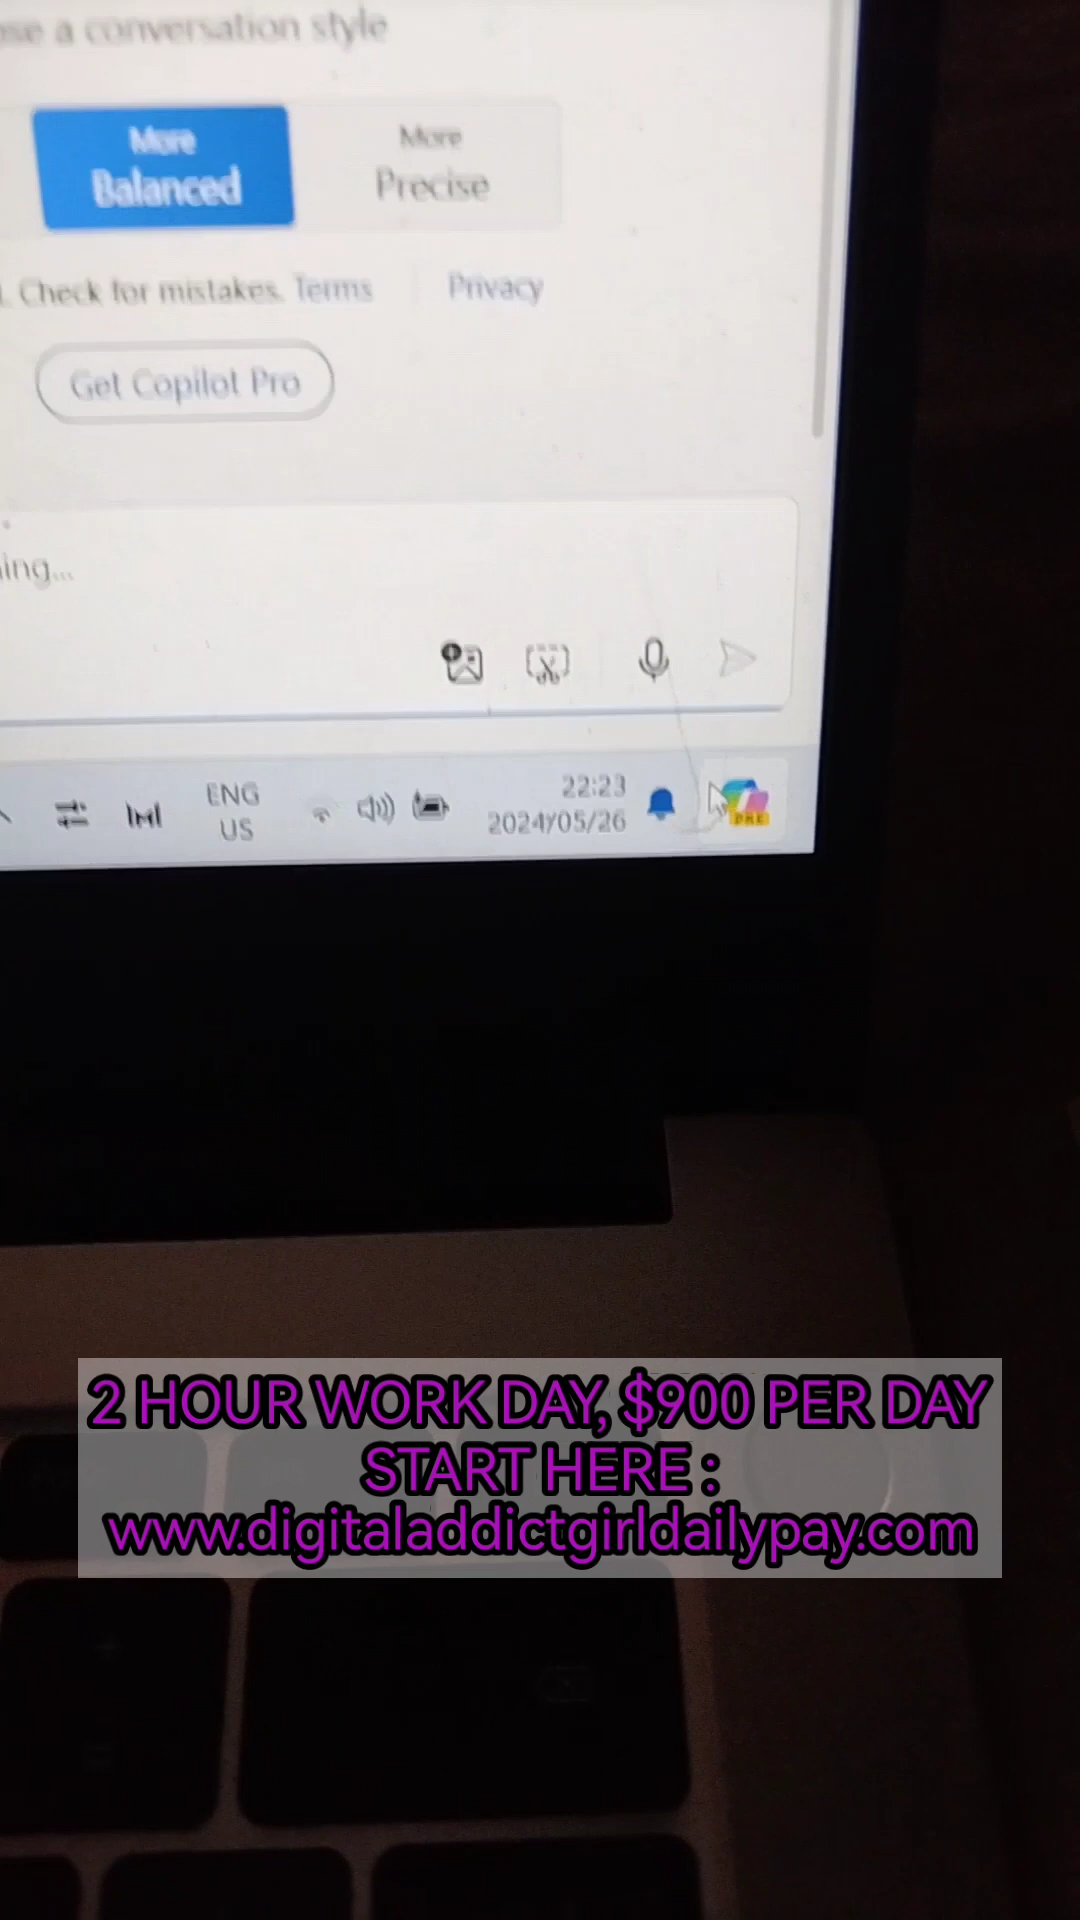 a conversation style
More
Balanced
More
Precise
Check for mistakes. Terms
Privacy
Get Copilot Pro
ENG
US
22:23
2024/05/26
PRE
2 HOUR WORK DAY, $900 PER DAY
START HERE :
www.digitaladdictgirldailypay.com